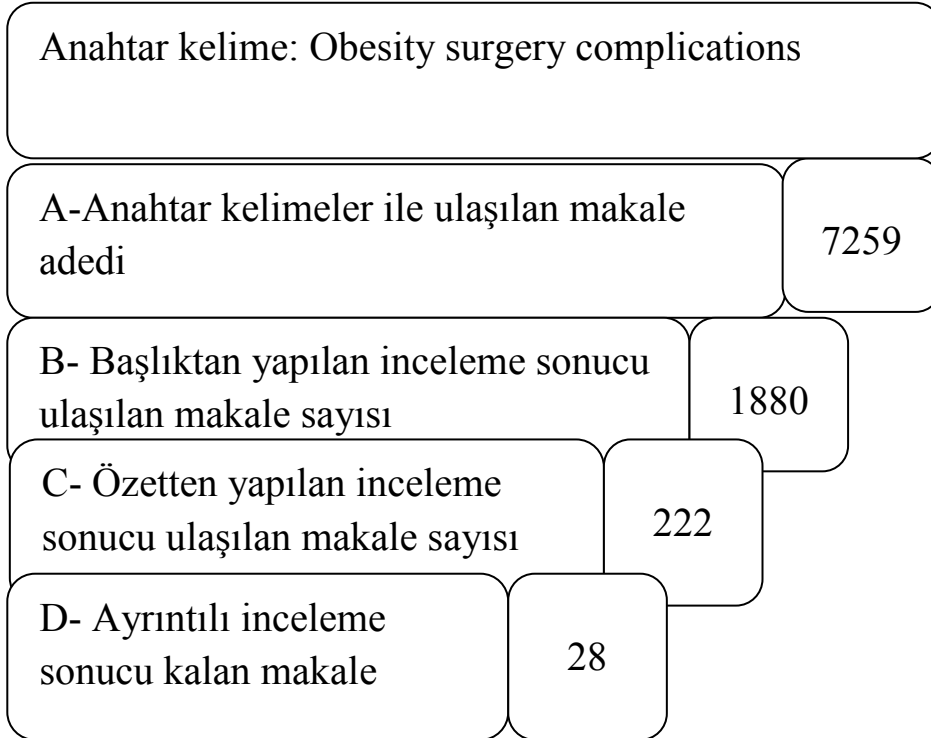 Anahtar kelime: Obesity surgery complications
A-Anahtar kelimeler ile ulaşılan makale
adedi
7259
B- Başlıktan yapılan inceleme sonucu
ulaşılan makale sayısı
1880
C- Özetten yapılan inceleme
sonucu ulaşılan makale sayısı
222
D- Ayrıntılı inceleme
sonucu kalan makale
28